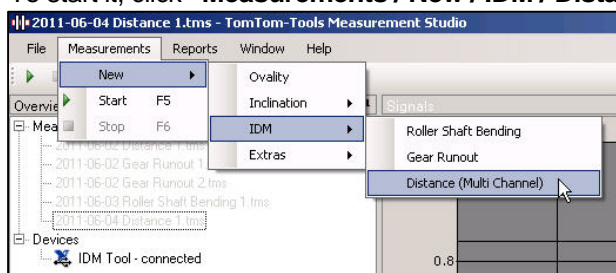 To start it, click "Measurements / New / IDM / Dista
2011-06-04 Distance 1.tms - TomTom-Tools Measurement Studio
File Measurements Reports Window Help
New Ovality
Overvie Start F5 Inclination Signals
Mea Stop F6 IDM Roller Shaft Bending
2011-06-02 Distance 1.tms Extras Gear Runout
2011-06-02 Gear Runout 1
2011-06-02 Gear Runout 2.tms Distance (Multi Channel)
2011-06-03 Roller Shaft Bending 1.tms
2011-06-04 Distance 1.tms
Devices
IDM Tool - connected 0.8